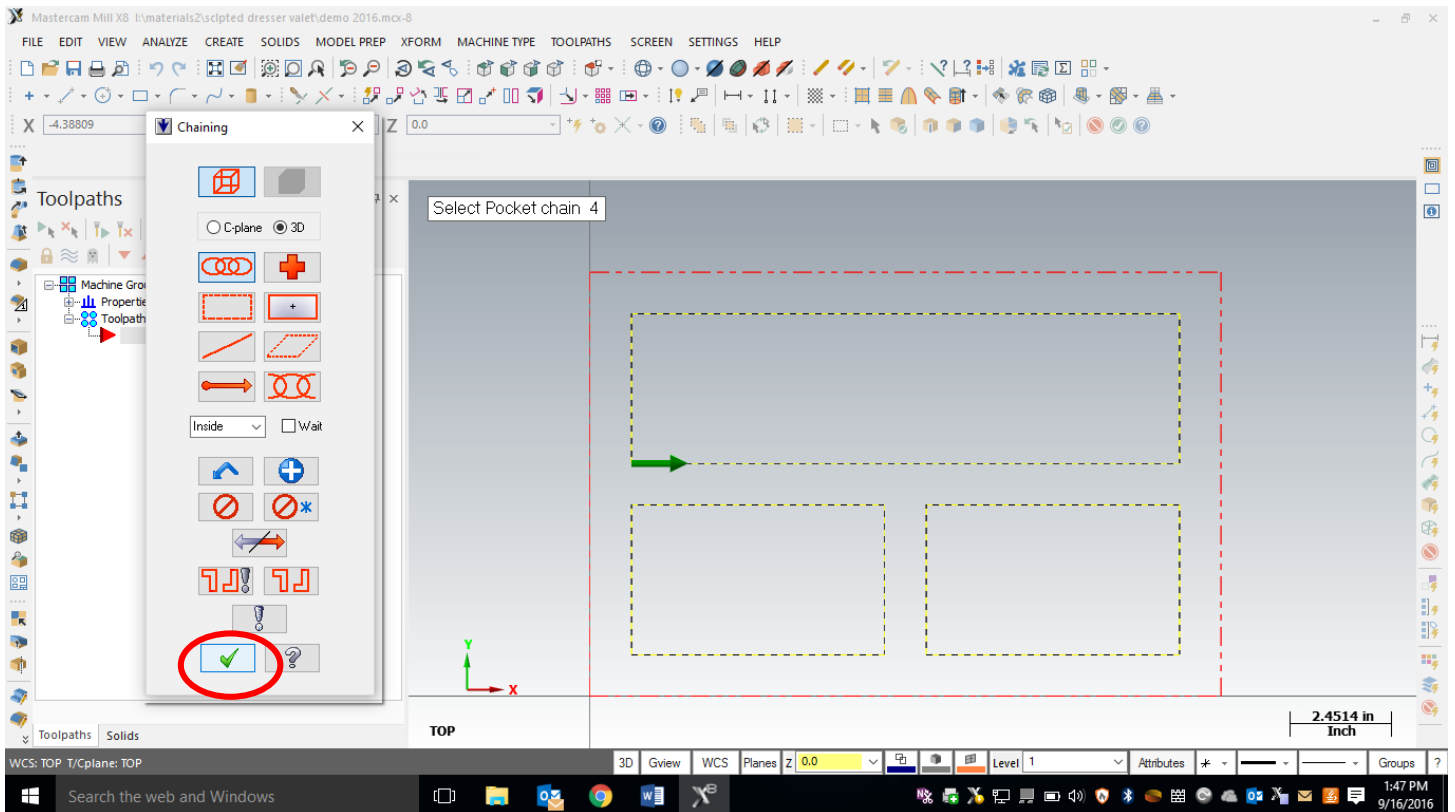 Mastercam Mill X8 I:\materials2\sclpted dresser valet\demo 2016.mcx-8
FILE EDIT VIEW ANALYZE CREATE SOLIDS MODEL PREP XFORM MACHINE TYPE TOOLPATHS SCREEN SETTINGS HELP
X -4.38809 Z 0.0
Chaining
Toolpaths
C-plane 3D
Machine Gro
Propertie
Toolpath
Inside Wait
Select Pocket chain 4
Y
X
TOP
2.4514 in
Inch
Toolpaths Solids
WCS: TOP T/Cplane: TOP 3D Gview WCS Planes Z 0.0 Level 1 Attributes Groups ?
Search the web and Windows
1:47 PM
9/16/2016